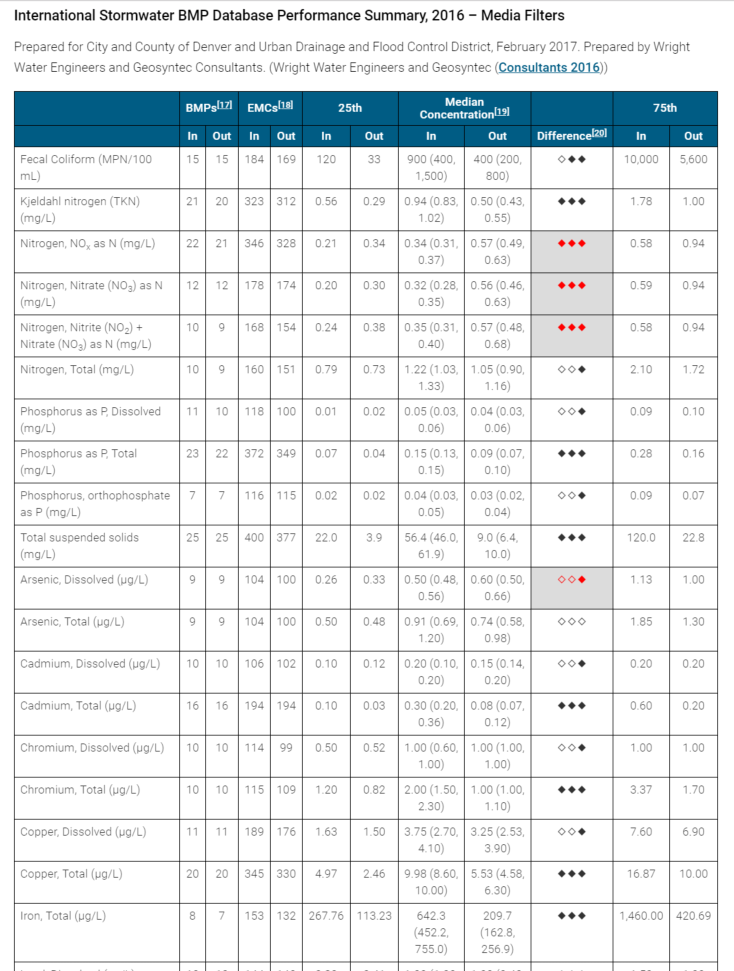 International Stormwater BMP Database Performance Summary, 2016 – Media Filters
Prepared for City and County of Denver and Urban Drainage and Flood Control District, February 2017. Prepared by Wright
Water Engineers and Geosyntec Consultants. (Wright Water Engineers and Geosyntec (Consultants 2016))
BMPs[17] EMCs[18] 25th Median Concentration[19] 75th
In Out In Out In Out In Out Difference[20] In Out
Fecal Coliform (MPN/100 mL) 15 15 184 169 120 33 900 (400, 1,500) 400 (200, 800) ◇◆◆ 10,000 5,600
Kjeldahl nitrogen (TKN) (mg/L) 21 20 323 312 0.56 0.29 0.94 (0.83, 1.02) 0.50 (0.43, 0.55) ◆◆◆ 1.78 1.00
Nitrogen, NOx as N (mg/L) 22 21 346 328 0.21 0.34 0.34 (0.31, 0.37) 0.57 (0.49, 0.63) ◆◆◆ 0.58 0.94
Nitrogen, Nitrate (NO3) as N (mg/L) 12 12 178 174 0.20 0.30 0.32 (0.28, 0.35) 0.56 (0.46, 0.63) ◆◆◆ 0.59 0.94
Nitrogen, Nitrite (NO2) + Nitrate (NO3) as N (mg/L) 10 9 168 154 0.24 0.38 0.35 (0.31, 0.40) 0.57 (0.48, 0.68) ◆◆◆ 0.58 0.94
Nitrogen, Total (mg/L) 10 9 160 151 0.79 0.73 1.22 (1.03, 1.33) 1.05 (0.90, 1.16) ◇◇◆ 2.10 1.72
Phosphorus as P, Dissolved (mg/L) 11 10 118 100 0.01 0.02 0.05 (0.03, 0.06) 0.04 (0.03, 0.06) ◇◇◆ 0.09 0.10
Phosphorus as P, Total (mg/L) 23 22 372 349 0.07 0.04 0.15 (0.13, 0.15) 0.09 (0.07, 0.10) ◆◆◆ 0.28 0.16
Phosphorus, orthophosphate as P (mg/L) 7 7 116 115 0.02 0.02 0.04 (0.03, 0.05) 0.03 (0.02, 0.04) ◇◇◆ 0.09 0.07
Total suspended solids (mg/L) 25 25 400 377 22.0 3.9 56.4 (46.0, 61.9) 9.0 (6.4, 10.0) ◆◆◆ 120.0 22.8
Arsenic, Dissolved (µg/L) 9 9 104 100 0.26 0.33 0.50 (0.48, 0.56) 0.60 (0.50, 0.66) ◇◇◆ 1.13 1.00
Arsenic, Total (µg/L) 9 9 104 100 0.50 0.48 0.91 (0.69, 1.20) 0.74 (0.58, 0.98) ◇◇◇ 1.85 1.30
Cadmium, Dissolved (µg/L) 10 10 106 102 0.10 0.12 0.20 (0.10, 0.20) 0.15 (0.14, 0.20) ◇◇◆ 0.20 0.20
Cadmium, Total (µg/L) 16 16 194 194 0.10 0.03 0.30 (0.20, 0.36) 0.08 (0.07, 0.12) ◆◆◆ 0.60 0.20
Chromium, Dissolved (µg/L) 10 10 114 99 0.50 0.52 1.00 (0.60, 1.00) 1.00 (1.00, 1.00) ◇◇◆ 1.00 1.00
Chromium, Total (µg/L) 10 10 115 109 1.20 0.82 2.00 (1.50, 2.30) 1.00 (1.00, 1.10) ◆◆◆ 3.37 1.70
Copper, Dissolved (µg/L) 11 11 189 176 1.63 1.50 3.75 (2.70, 4.10) 3.25 (2.53, 3.90) ◇◇◆ 7.60 6.90
Copper, Total (µg/L) 20 20 345 330 4.97 2.46 9.98 (8.60, 10.00) 5.53 (4.58, 6.30) ◆◆◆ 16.87 10.00
Iron, Total (µg/L) 8 7 153 132 267.76 113.23 642.3 (452.2, 755.0) 209.7 (162.8, 256.9) ◆◆◆ 1,460.00 420.69